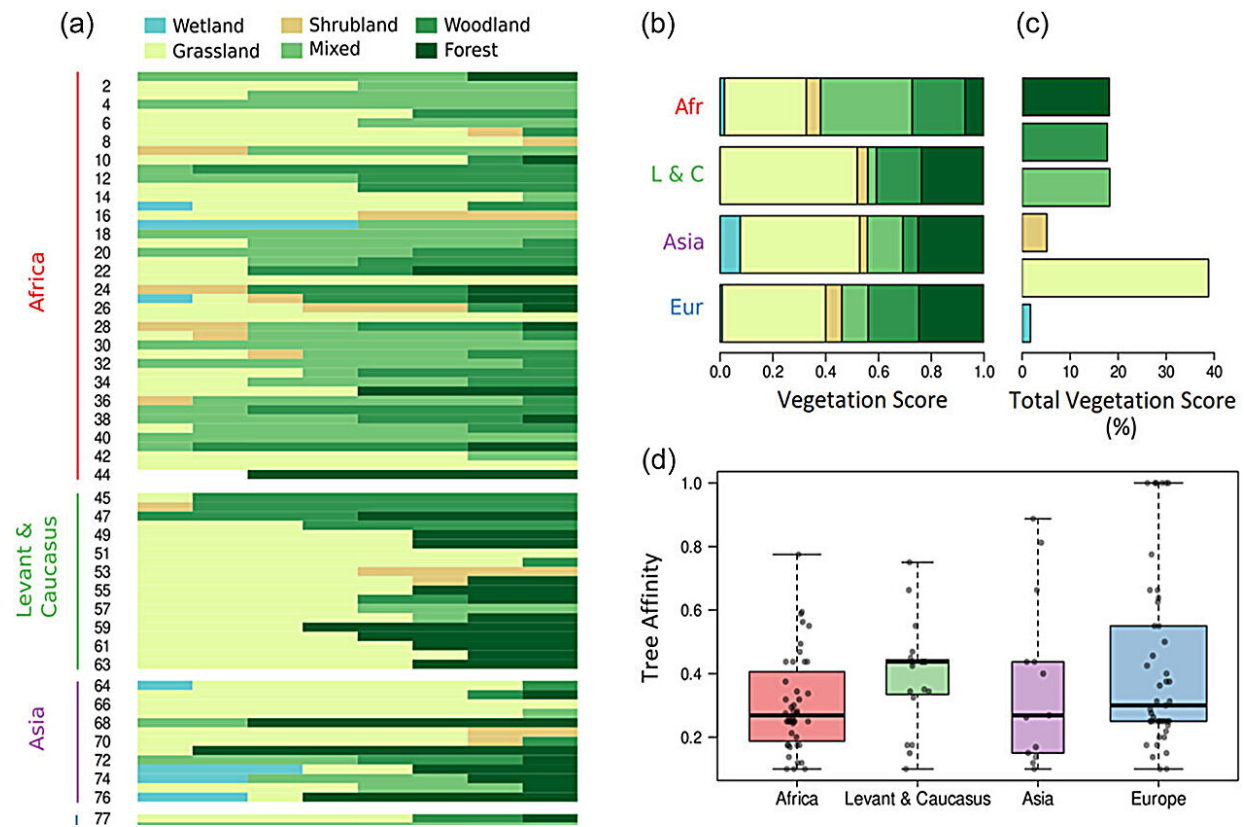 (a)
Wetland Shrubland Woodland
Grassland Mixed Forest
Africa
2
4
6
8
10
12
14
16
18
20
22
24
26
28
30
32
34
36
38
40
42
44
Levant &
Caucasus
45
47
49
51
53
55
57
59
61
63
Asia
64
66
68
70
72
74
76
77
(b)
Afr
L & C
Asia
Eur
0.0 0.2 0.4 0.6 0.8 1.0
Vegetation Score
(c)
0 10 20 30 40
Total Vegetation Score
(%)
(d)
Tree Affinity
1.0
0.8
0.6
0.4
0.2
Africa Levant & Caucasus Asia Europe